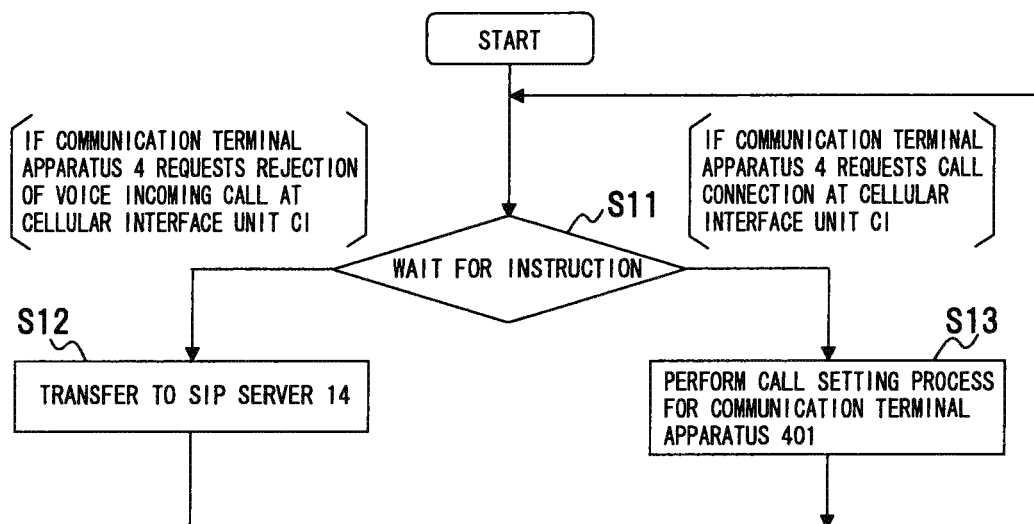 START
IF COMMUNICATION TERMINAL
APPARATUS 4 REQUESTS REJECTION
OF VOICE INCOMING CALL AT
CELLULAR INTERFACE UNIT CI
IF COMMUNICATION TERMINAL
APPARATUS 4 REQUESTS CALL
CONNECTION AT CELLULAR
INTERFACE UNIT CI
S11
WAIT FOR INSTRUCTION
S12
TRANSFER TO SIP SERVER 14
S13
PERFORM CALL SETTING PROCESS
FOR COMMUNICATION TERMINAL
APPARATUS 401